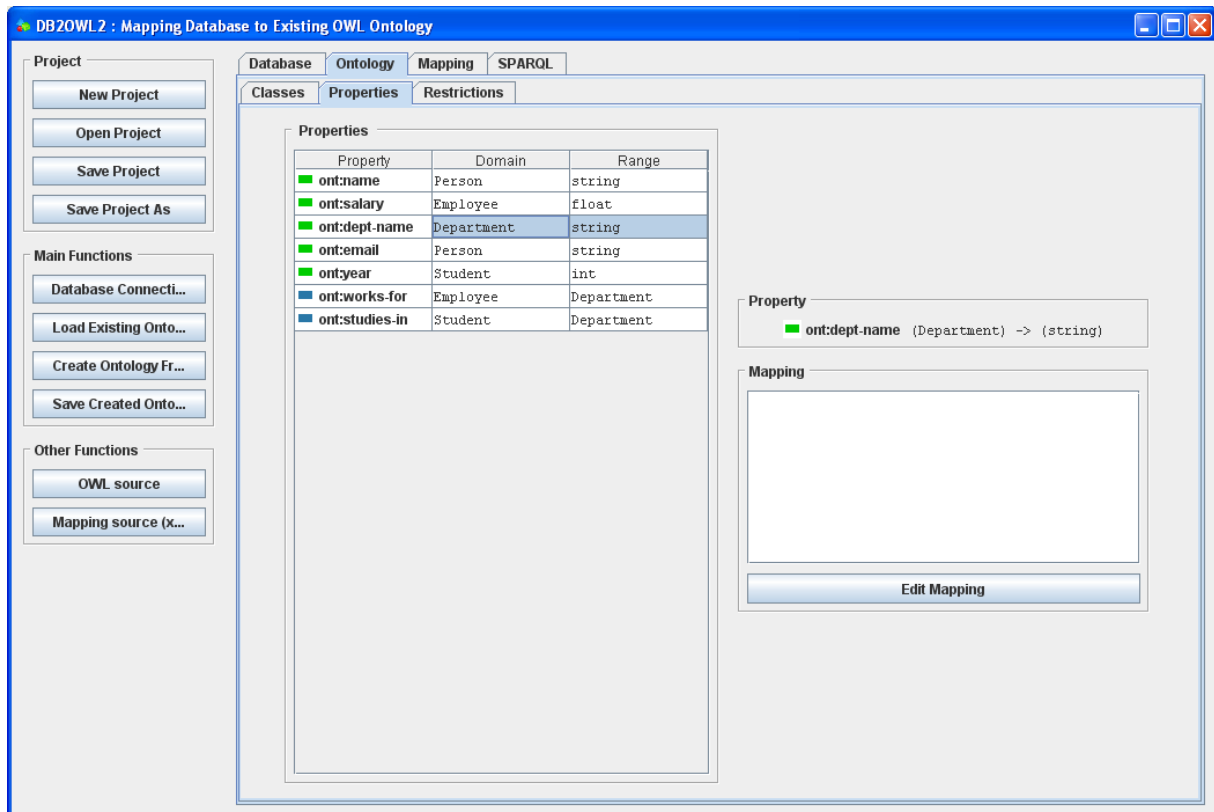 DB2OWL2 : Mapping Database to Existing OWL Ontology
Project
New Project
Open Project
Save Project
Save Project As
Main Functions
Database Connecti...
Load Existing Onto...
Create Ontology Fr...
Save Created Onto...
Other Functions
OWL source
Mapping source (x...
Database Ontology Mapping SPARQL
Classes Properties Restrictions
Properties
Property Domain Range
ont:name Person string
ont:salary Employee float
ont:dept-name Department string
ont:email Person string
ont:year Student int
ont:works-for Employee Department
ont:studies-in Student Department
Property
ont:dept-name (Department) -> (string)
Mapping
Edit Mapping